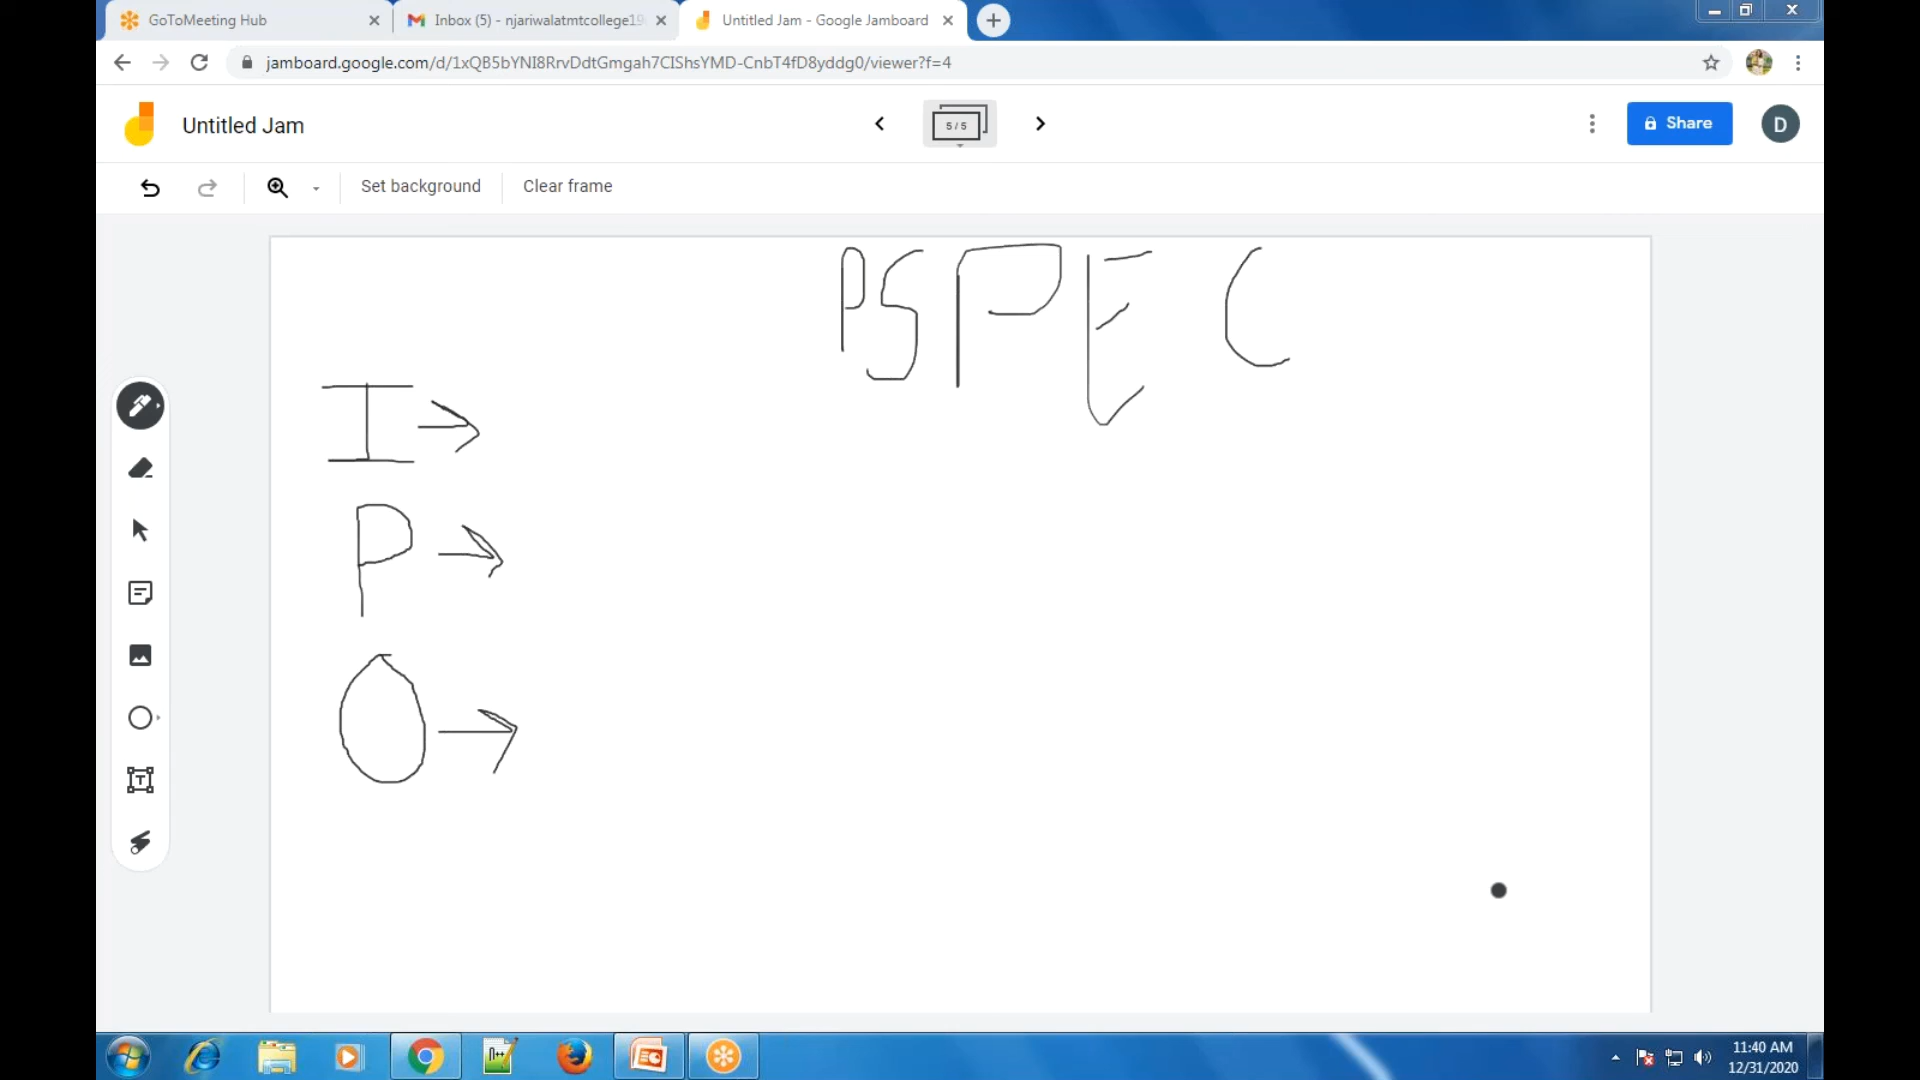 GoToMeeting Hub
Inbox (5) - njariwalatmtcollege19
Untitled Jam - Google Jamboard
jamboard.google.com/d/1xQB5bYNI8RrvDdtGmgah7CIShsYMD-CnbT4fD8yddg0/viewer?f=4
Untitled Jam
5 / 5
Share
D
Set background
Clear frame
PSPEC
I →
P →
O →
11:40 AM
12/31/2020